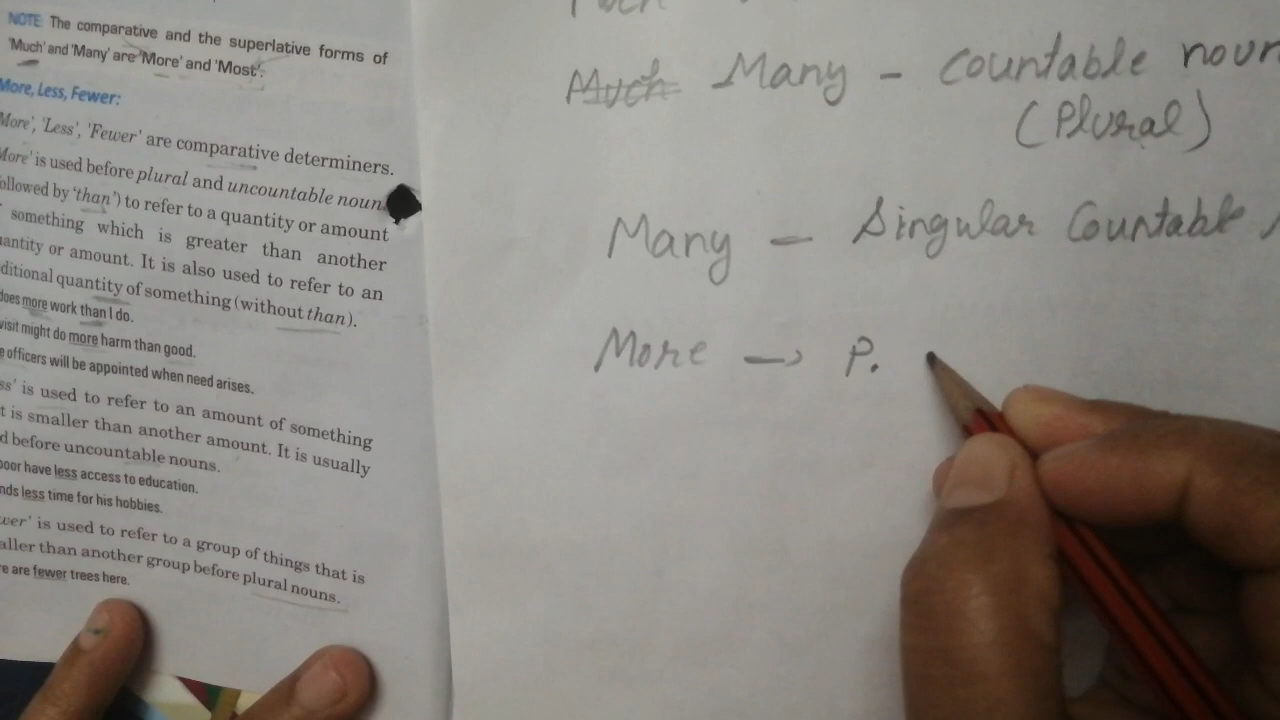 NOTE: The comparative and the superlative forms of
'Much' and 'Many' are 'More' and 'Most'.
More, Less, Fewer:
More', 'Less', 'Fewer' are comparative determiners.
More' is used before plural and uncountable noun
ollowed by 'than') to refer to a quantity or amount
something which is greater than another
antity or amount. It is also used to refer to an
ditional quantity of something (without than).
does more work than I do.
visit might do more harm than good.
e officers will be appointed when need arises.
ss' is used to refer to an amount of something
t is smaller than another amount. It is usually
d before uncountable nouns.
poor have less access to education.
nds less time for his hobbies.
wer' is used to refer to a group of things that is
aller than another group before plural nouns.
re are fewer trees here.
Much Many - Countable noun
(Plural)
Many - Singular Countable
More → P.